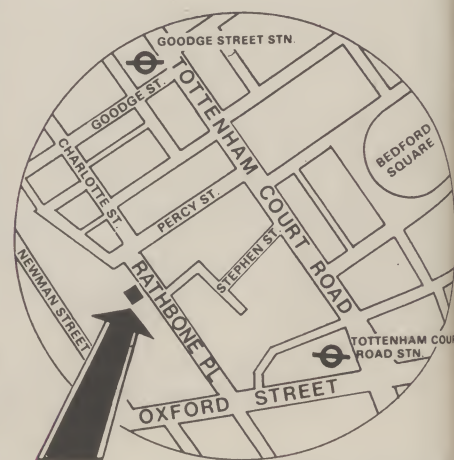 GOODGE STREET STN.
TOTTENHAM COURT ROAD
GOODGE ST.
CHARLOTTE ST.
PERCY ST.
BEDFORD
SQUARE
STEPHEN ST.
NEWMAN STREET
RATHBONE PL.
TOTTENHAM COU
ROAD STN.
OXFORD STREET